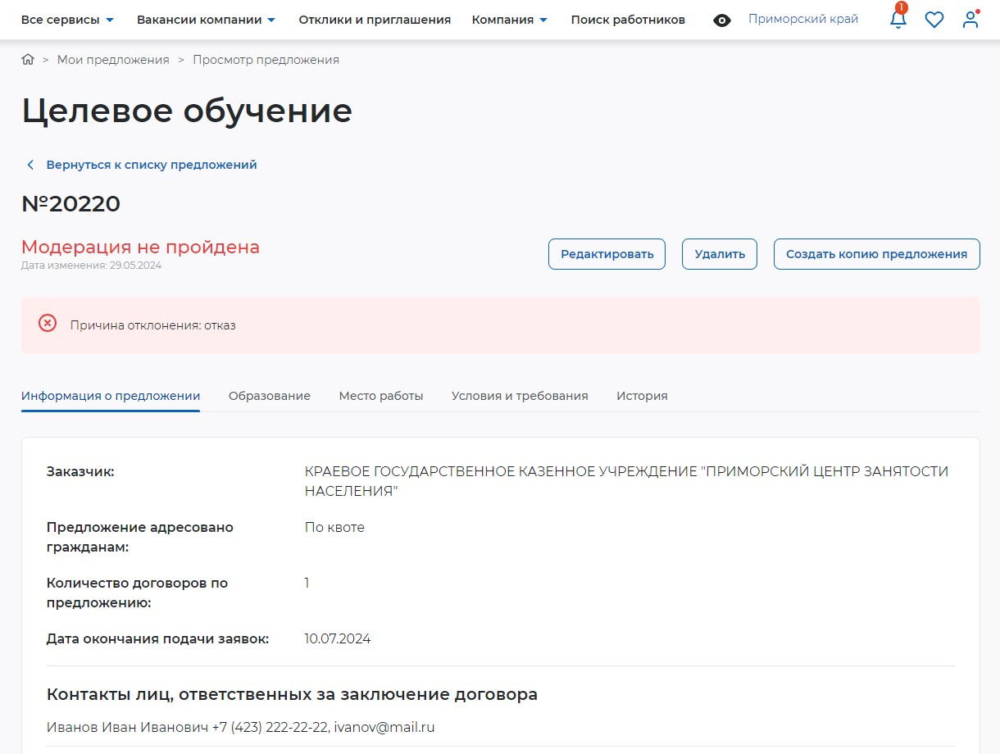 Все сервисы Вакансии компании Отклики и приглашения Компания Поиск работников Приморский край 1
> Мои предложения > Просмотр предложения
Целевое обучение
Вернуться к списку предложений
№20220
Модерация не пройдена
Дата изменения: 29.05.2024
Редактировать Удалить Создать копию предложения
Причина отклонения: отказ
Информация о предложении Образование Место работы Условия и требования История
Заказчик: КРАЕВОЕ ГОСУДАРСТВЕННОЕ КАЗЕННОЕ УЧРЕЖДЕНИЕ "ПРИМОРСКИЙ ЦЕНТР ЗАНЯТОСТИ
НАСЕЛЕНИЯ"
Предложение адресовано По квоте
гражданам:
Количество договоров по 1
предложению:
Дата окончания подачи заявок: 10.07.2024
Контакты лиц, ответственных за заключение договора
Иванов Иван Иванович +7 (423) 222-22-22, ivanov@mail.ru